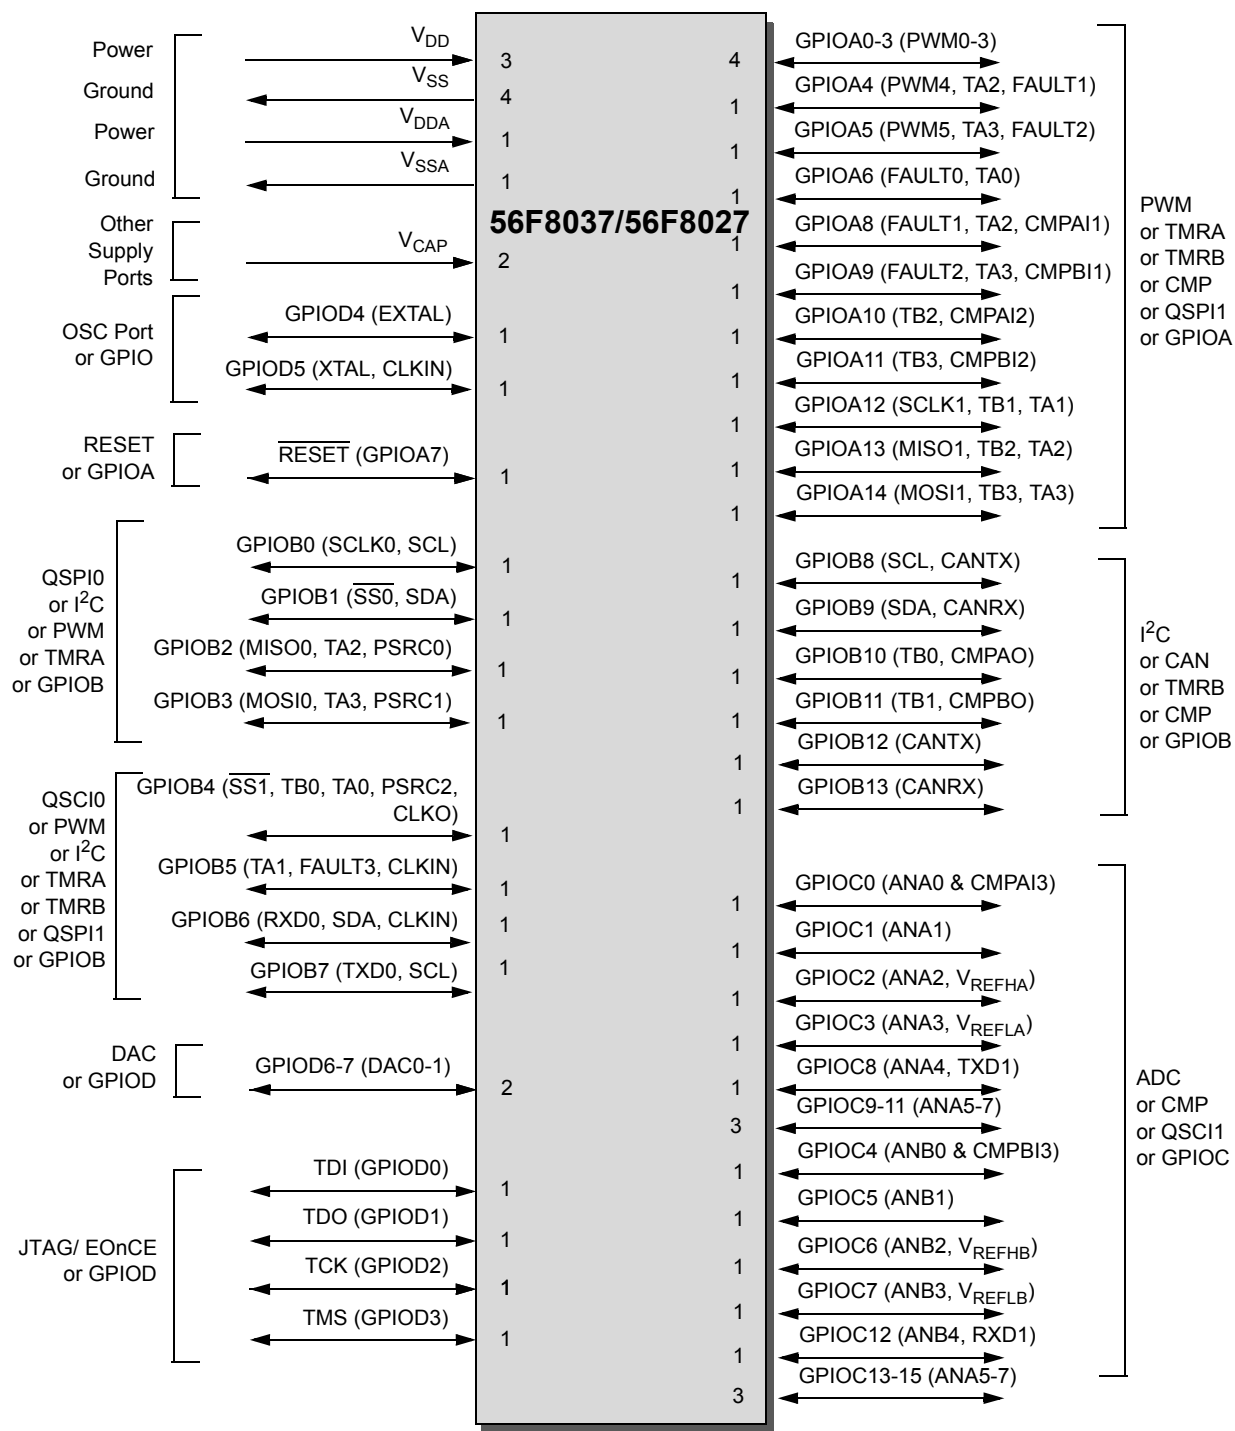 Power
V_DD
3
Ground
V_SS
4
Power
V_DDA
1
Ground
V_SSA
1
56F8037/56F8027
Other
Supply
Ports
V_CAP
2
OSC Port
or GPIO
GPIOD4 (EXTAL)
1
GPIOD5 (XTAL, CLKIN)
1
RESET
or GPIOA
RESET (GPIOA7)
1
QSPI0
or I²C
or PWM
or TMRA
or GPIOB
GPIOB0 (SCLK0, SCL)
1
GPIOB1 (SS0, SDA)
1
GPIOB2 (MISO0, TA2, PSRC0)
1
GPIOB3 (MOSI0, TA3, PSRC1)
1
QSCI0
or PWM
or I²C
or TMRA
or TMRB
or QSPI1
or GPIOB
GPIOB4 (SS1, TB0, TA0, PSRC2,
CLKO)
1
GPIOB5 (TA1, FAULT3, CLKIN)
1
GPIOB6 (RXD0, SDA, CLKIN)
1
GPIOB7 (TXD0, SCL)
1
DAC
or GPIOD
GPIOD6-7 (DAC0-1)
2
JTAG/ EOnCE
or GPIOD
TDI (GPIOD0)
1
TDO (GPIOD1)
1
TCK (GPIOD2)
1
TMS (GPIOD3)
1
4
GPIOA0-3 (PWM0-3)
1
GPIOA4 (PWM4, TA2, FAULT1)
1
GPIOA5 (PWM5, TA3, FAULT2)
1
GPIOA6 (FAULT0, TA0)
1
GPIOA8 (FAULT1, TA2, CMPAI1)
1
GPIOA9 (FAULT2, TA3, CMPBI1)
1
GPIOA10 (TB2, CMPAI2)
1
GPIOA11 (TB3, CMPBI2)
1
GPIOA12 (SCLK1, TB1, TA1)
1
GPIOA13 (MISO1, TB2, TA2)
1
GPIOA14 (MOSI1, TB3, TA3)
PWM
or TMRA
or TMRB
or CMP
or QSPI1
or GPIOA
1
GPIOB8 (SCL, CANTX)
1
GPIOB9 (SDA, CANRX)
1
GPIOB10 (TB0, CMPAO)
1
GPIOB11 (TB1, CMPBO)
1
GPIOB12 (CANTX)
1
GPIOB13 (CANRX)
I²C
or CAN
or TMRB
or CMP
or GPIOB
1
GPIOC0 (ANA0 & CMPAI3)
1
GPIOC1 (ANA1)
1
GPIOC2 (ANA2, V_REFHA)
1
GPIOC3 (ANA3, V_REFLA)
1
GPIOC8 (ANA4, TXD1)
3
GPIOC9-11 (ANA5-7)
1
GPIOC4 (ANB0 & CMPBI3)
1
GPIOC5 (ANB1)
1
GPIOC6 (ANB2, V_REFHB)
1
GPIOC7 (ANB3, V_REFLB)
1
GPIOC12 (ANB4, RXD1)
3
GPIOC13-15 (ANA5-7)
ADC
or CMP
or QSCI1
or GPIOC